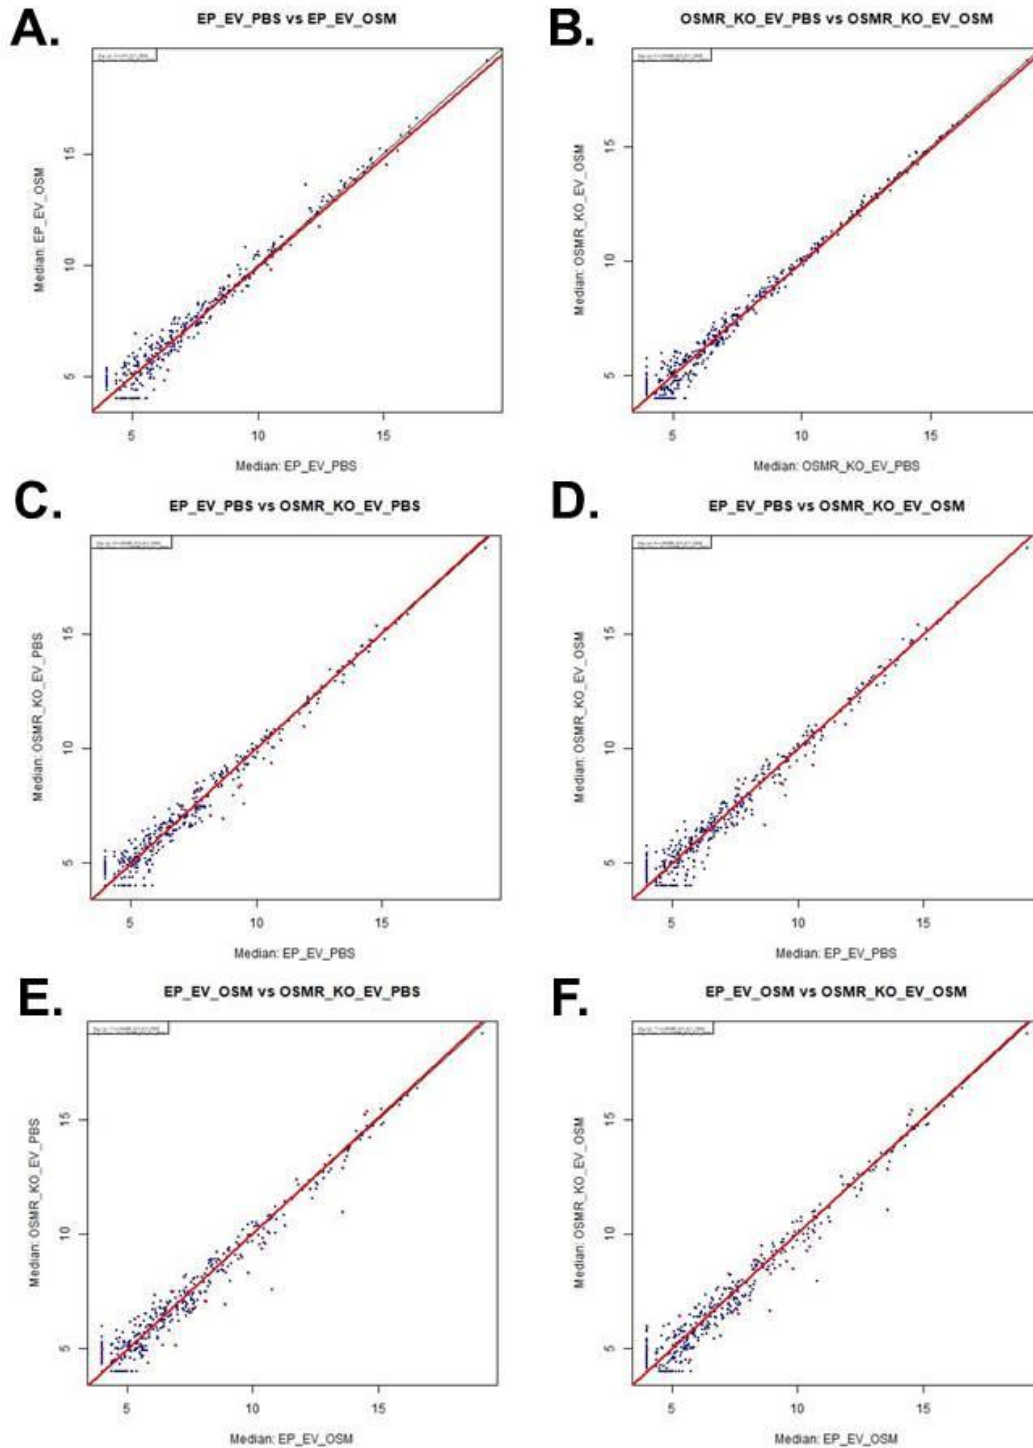 A.
EP_EV_PBS vs EP_EV_OSM
Median: EP_EV_OSM
15
10
5
5 10 15
Median: EP_EV_PBS
B.
OSMR_KO_EV_PBS vs OSMR_KO_EV_OSM
Median: OSMR_KO_EV_OSM
15
10
5
5 10 15
Median: OSMR_KO_EV_PBS
C.
EP_EV_PBS vs OSMR_KO_EV_PBS
Median: OSMR_KO_EV_PBS
15
10
5
5 10 15
Median: EP_EV_PBS
D.
EP_EV_PBS vs OSMR_KO_EV_OSM
Median: OSMR_KO_EV_OSM
15
10
5
5 10 15
Median: EP_EV_PBS
E.
EP_EV_OSM vs OSMR_KO_EV_PBS
Median: OSMR_KO_EV_PBS
15
10
5
5 10 15
Median: EP_EV_OSM
F.
EP_EV_OSM vs OSMR_KO_EV_OSM
Median: OSMR_KO_EV_OSM
15
10
5
5 10 15
Median: EP_EV_OSM